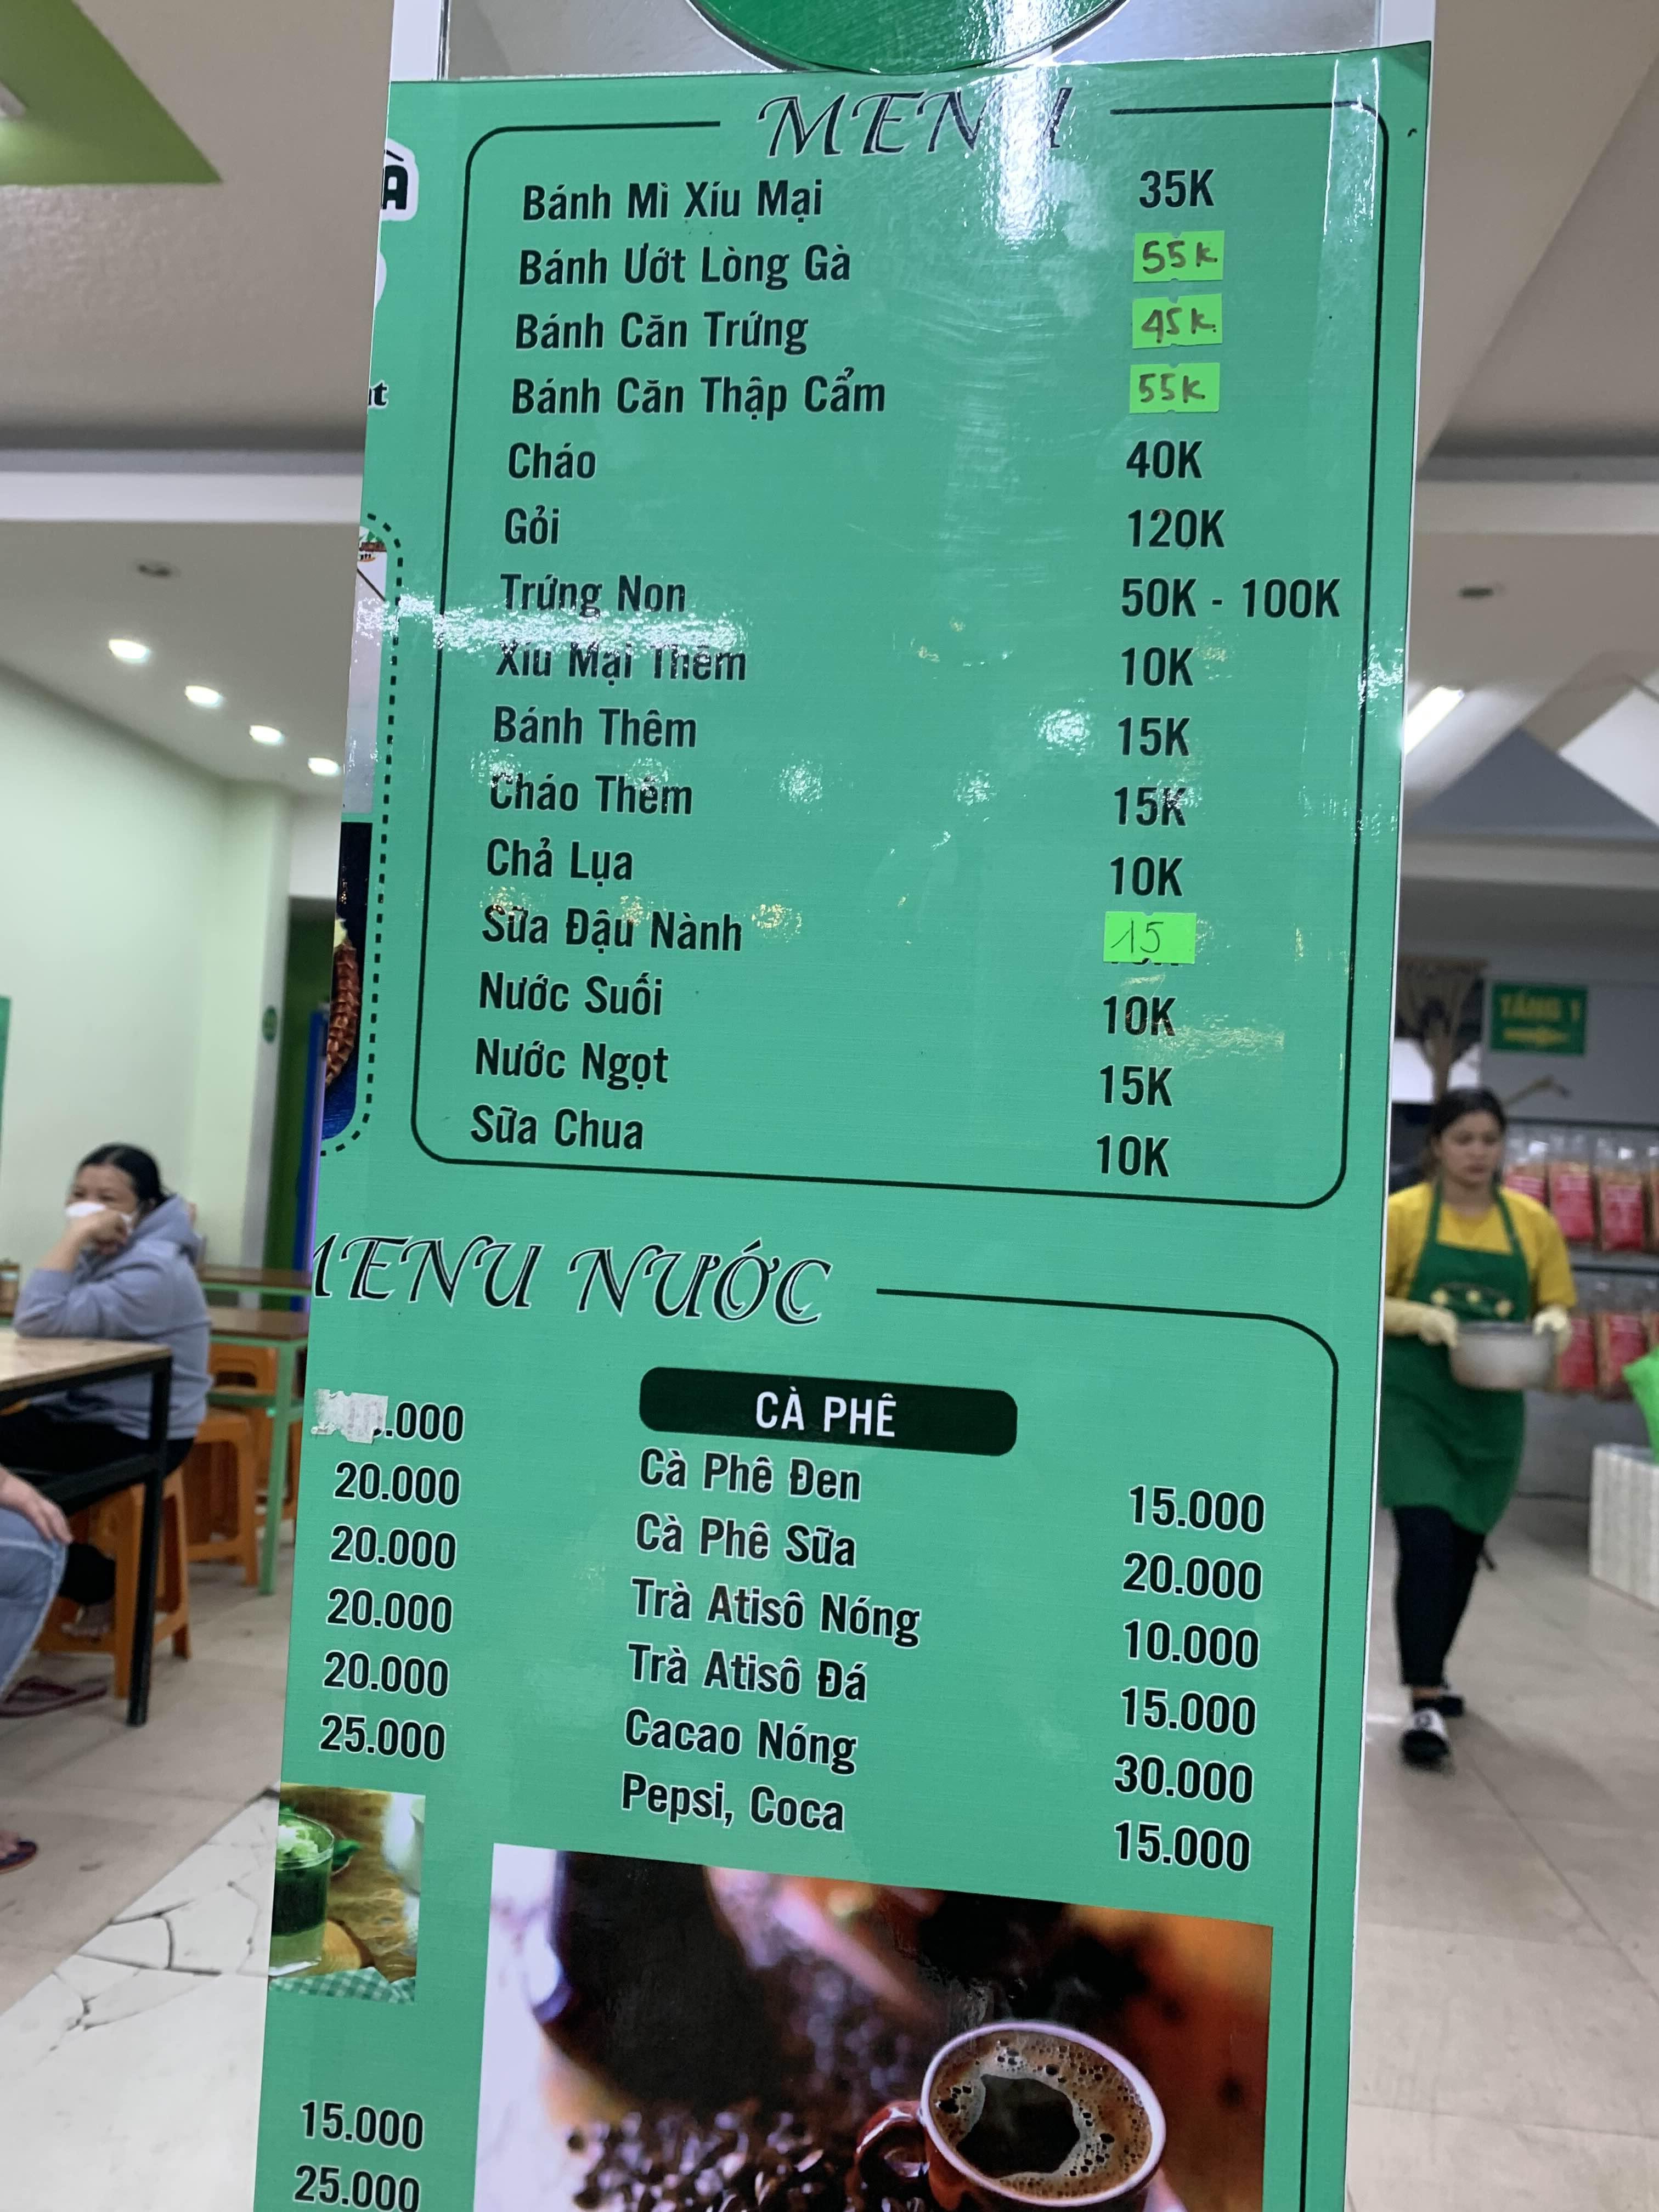 À
MENU
Bánh Mì Xíu Mại 35K
Bánh Ướt Lòng Gà 55K
Bánh Căn Trứng 45K
Bánh Căn Thập Cẩm 55K
Cháo 40K
Gỏi 120K
Trứng Non 50K - 100K
Xíu Mại Thêm 10K
Bánh Thêm 15K
Cháo Thêm 15K
Chả Lụa 10K
Sữa Đậu Nành 15
Nước Suối 10K
Nước Ngọt 15K
Sữa Chua 10K
MENU NƯỚC
.000
20.000
20.000
20.000
20.000
25.000
15.000
25.000
CÀ PHÊ
Cà Phê Đen 15.000
Cà Phê Sữa 20.000
Trà Atisô Nóng 10.000
Trà Atisô Đá 15.000
Cacao Nóng 30.000
Pepsi, Coca 15.000
TẦNG 1